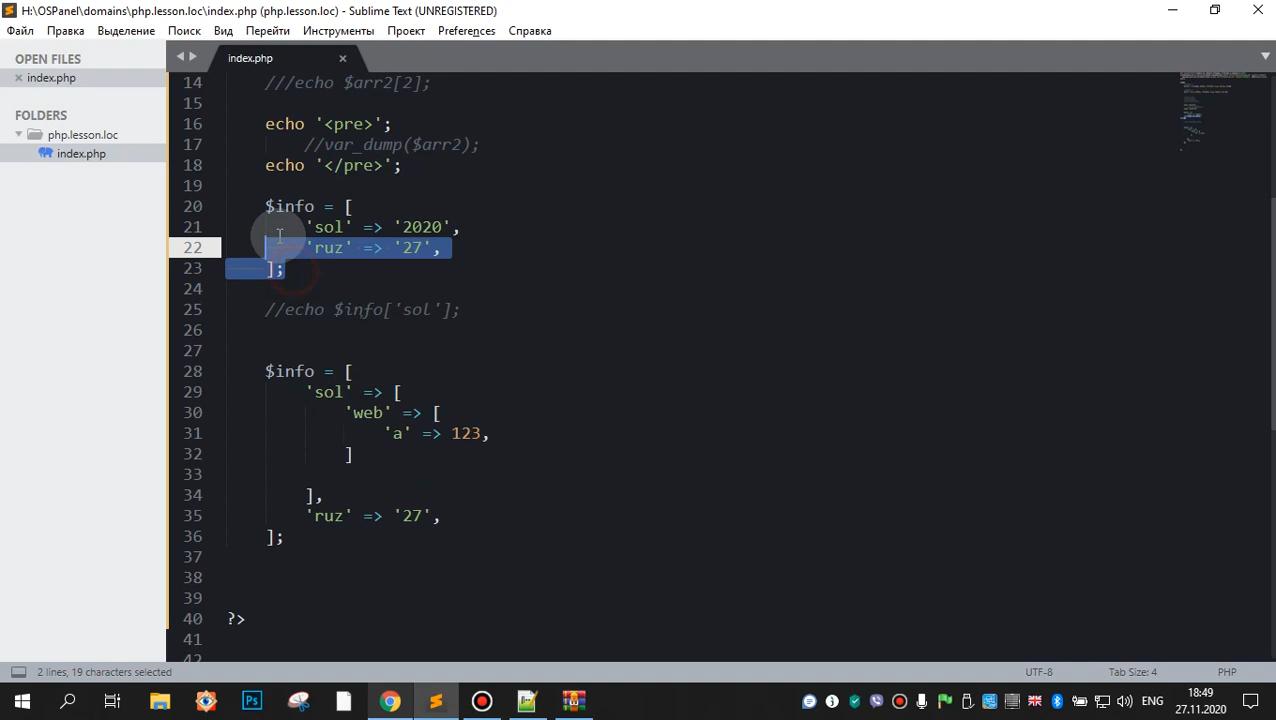 H:\OSPanel\domains\php.lesson.loc\index.php (php.lesson.loc) - Sublime Text (UNREGISTERED)
Файл Правка Выделение Поиск Вид Перейти Инструменты Проект Preferences Справка
OPEN FILES
index.php
FOLDERS
php.lesson.loc
index.php
index.php
14 ///echo $arr2[2];
15
16 echo '<pre>';
17 //var_dump($arr2);
18 echo '</pre>';
19
20 $info = [
21 'sol' => '2020',
22 'ruz' => '27',
23 ];
24
25 //echo $info['sol'];
26
27
28 $info = [
29 'sol' => [
30 'web' => [
31 'a' => 123,
32 ]
33
34 ],
35 'ruz' => '27',
36 ];
37
38
39
40 ?>
41
42
2 lines, 19 characters selected
UTF-8 Tab Size: 4 PHP
Ps
ENG
18:49
27.11.2020